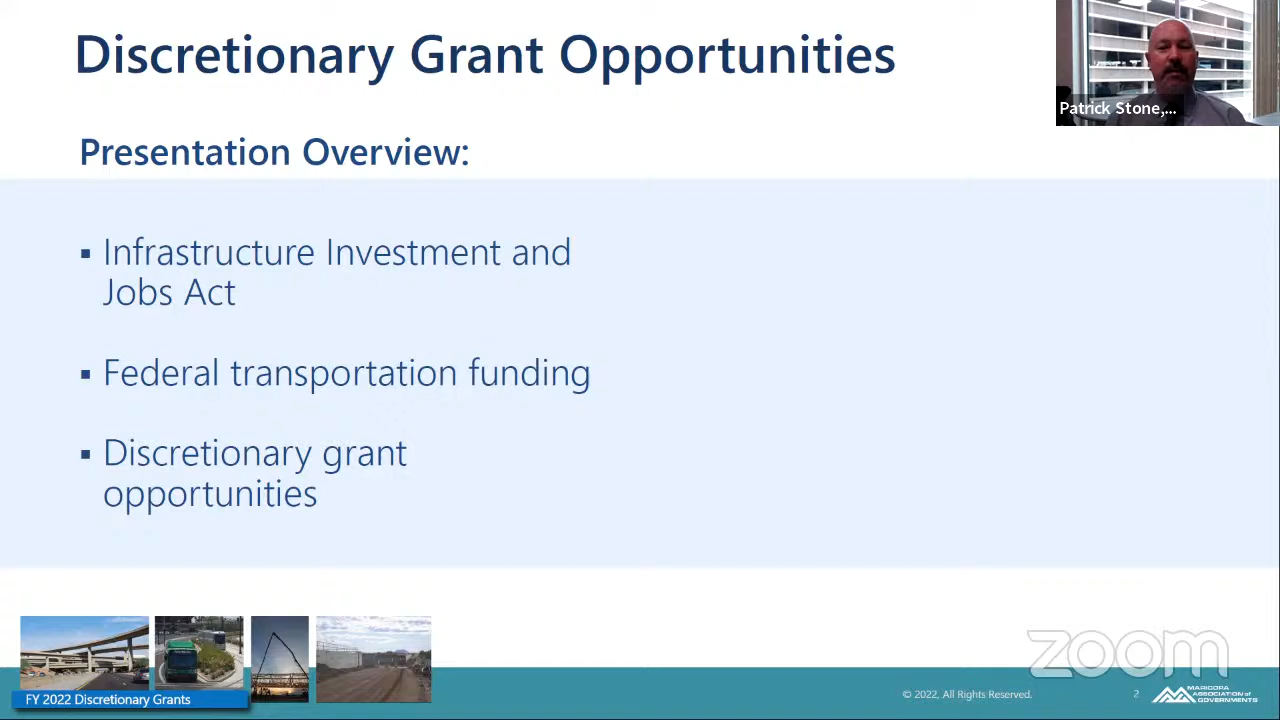 Discretionary Grant Opportunities
Patrick Stone,...
Presentation Overview:
▪ Infrastructure Investment and
Jobs Act
▪ Federal transportation funding
▪ Discretionary grant
opportunities
zoom
FY 2022 Discretionary Grants
© 2022, All Rights Reserved.
2
MARICOPA
ASSOCIATION of
GOVERNMENTS